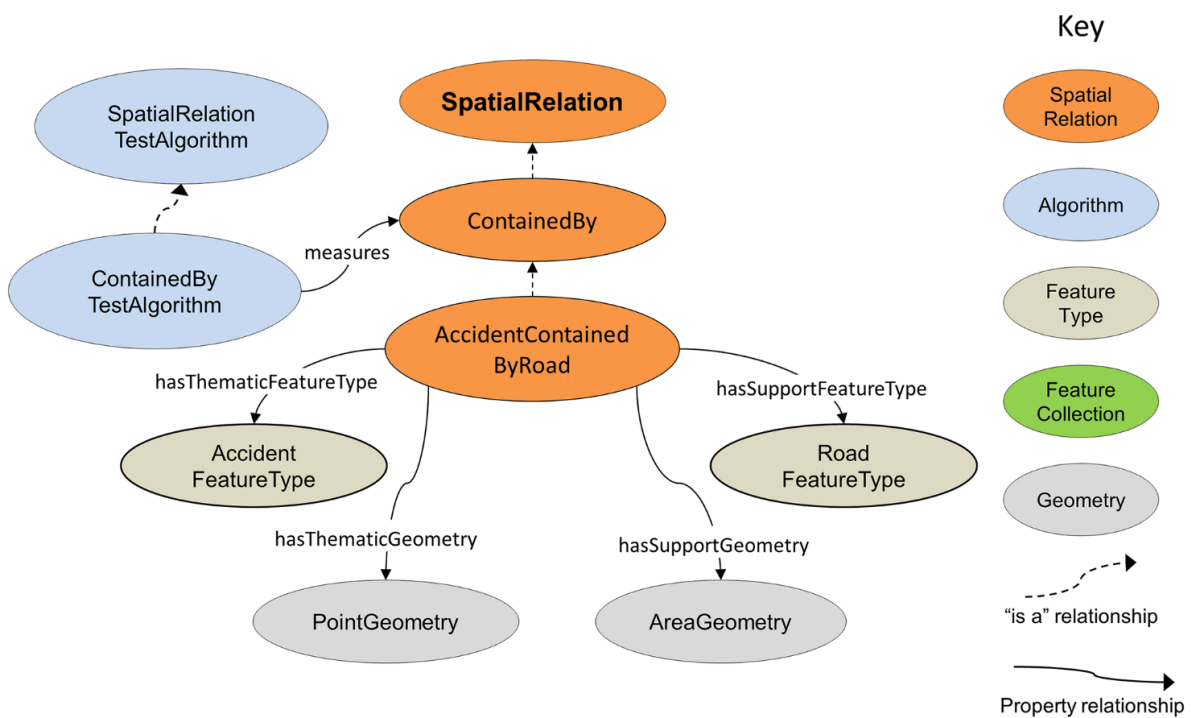 Key
SpatialRelation
TestAlgorithm
SpatialRelation
ContainedBy
measures
ContainedBy
TestAlgorithm
AccidentContained
ByRoad
hasThematicFeatureType
hasSupportFeatureType
Accident
FeatureType
Road
FeatureType
hasThematicGeometry
hasSupportGeometry
PointGeometry
AreaGeometry
Spatial
Relation
Algorithm
Feature
Type
Feature
Collection
Geometry
“is a” relationship
Property relationship